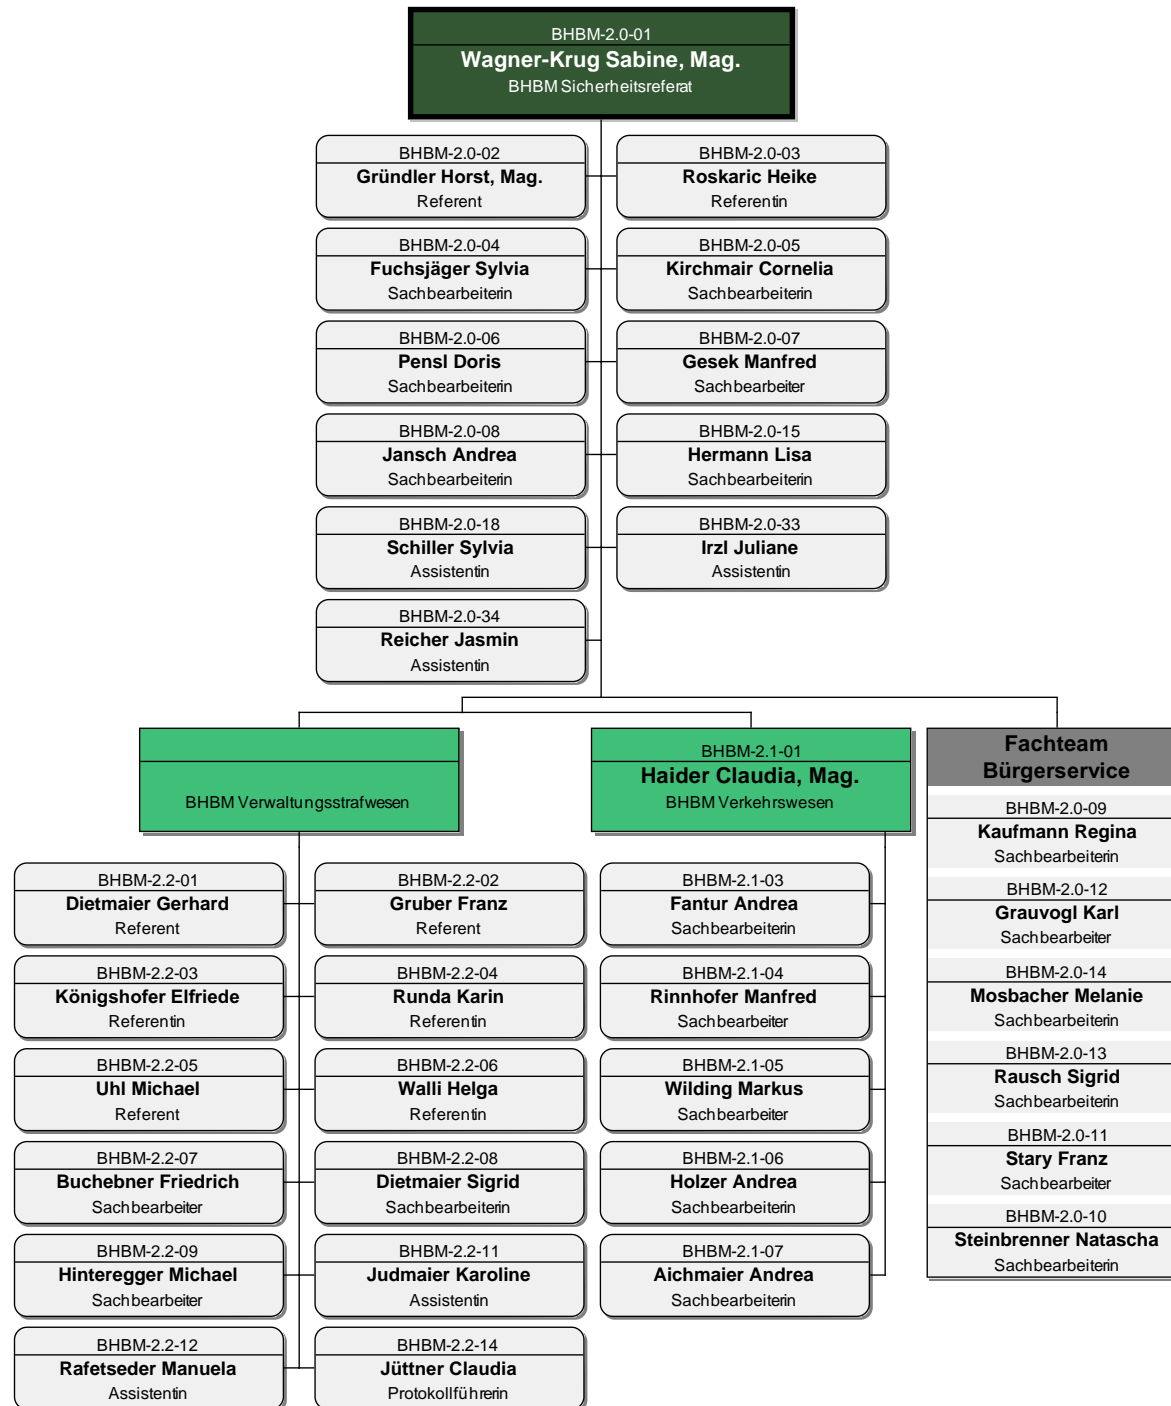 BHBM-2.0-01
Wagner-Krug Sabine, Mag.
BHBM Sicherheitsreferat
BHBM-2.0-02
Gründler Horst, Mag.
Referent
BHBM-2.0-03
Roskaric Heike
Referentin
BHBM-2.0-04
Fuchsjäger Sylvia
Sachbearbeiterin
BHBM-2.0-05
Kirchmair Cornelia
Sachbearbeiterin
BHBM-2.0-06
Pensl Doris
Sachbearbeiterin
BHBM-2.0-07
Gesek Manfred
Sachbearbeiter
BHBM-2.0-08
Jansch Andrea
Sachbearbeiterin
BHBM-2.0-15
Hermann Lisa
Sachbearbeiterin
BHBM-2.0-18
Schiller Sylvia
Assistentin
BHBM-2.0-33
Irzl Juliane
Assistentin
BHBM-2.0-34
Reicher Jasmin
Assistentin
BHBM Verwaltungsstrafwesen
BHBM-2.2-01
Dietmaier Gerhard
Referent
BHBM-2.2-02
Gruber Franz
Referent
BHBM-2.2-03
Königshofer Elfriede
Referentin
BHBM-2.2-04
Runda Karin
Referentin
BHBM-2.2-05
Uhl Michael
Referent
BHBM-2.2-06
Walli Helga
Referentin
BHBM-2.2-07
Buchebner Friedrich
Sachbearbeiter
BHBM-2.2-08
Dietmaier Sigrid
Sachbearbeiterin
BHBM-2.2-09
Hinteregger Michael
Sachbearbeiter
BHBM-2.2-11
Judmaier Karoline
Assistentin
BHBM-2.2-12
Rafetseder Manuela
Assistentin
BHBM-2.2-14
Jüttner Claudia
Protokollführerin
BHBM-2.1-01
Haider Claudia, Mag.
BHBM Verkehrswesen
BHBM-2.1-03
Fantur Andrea
Sachbearbeiterin
BHBM-2.1-04
Rinnhofer Manfred
Sachbearbeiter
BHBM-2.1-05
Wilding Markus
Sachbearbeiter
BHBM-2.1-06
Holzer Andrea
Sachbearbeiterin
BHBM-2.1-07
Aichmaier Andrea
Sachbearbeiterin
Fachteam
Bürgerservice
BHBM-2.0-09
Kaufmann Regina
Sachbearbeiterin
BHBM-2.0-12
Grauvogl Karl
Sachbearbeiter
BHBM-2.0-14
Mosbacher Melanie
Sachbearbeiterin
BHBM-2.0-13
Rausch Sigrid
Sachbearbeiterin
BHBM-2.0-11
Stary Franz
Sachbearbeiter
BHBM-2.0-10
Steinbrenner Natascha
Sachbearbeiterin